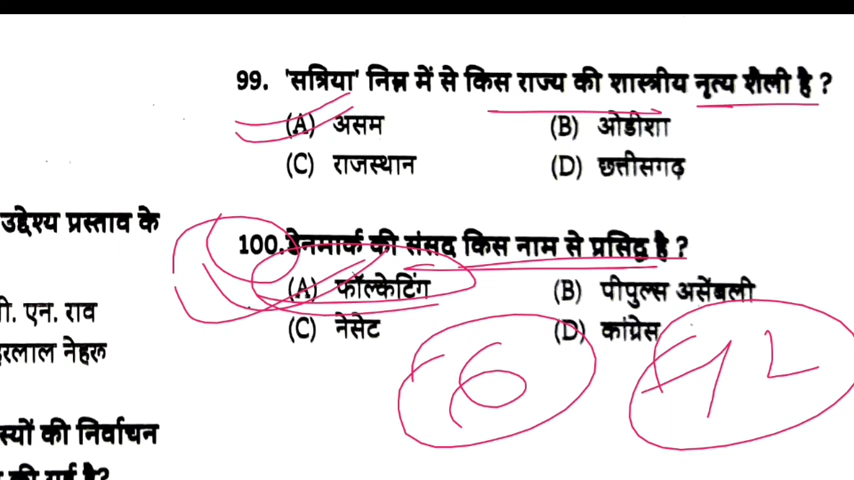 99. 'सत्रिया' निम्न में से किस राज्य की शास्त्रीय नृत्य शैली है ?
(A) असम (B) ओडीशा
(C) राजस्थान (D) छत्तीसगढ़
उद्देश्य प्रस्ताव के
100. डेनमार्क की संसद किस नाम से प्रसिद्ध है ?
(A) फॉल्केटिंग (B) पीपुल्स असेंबली
ी. एन. राव
(C) नेसेट (D) कांग्रेस
हरलाल नेहरू
स्यों की निर्वाचन
की गई है?